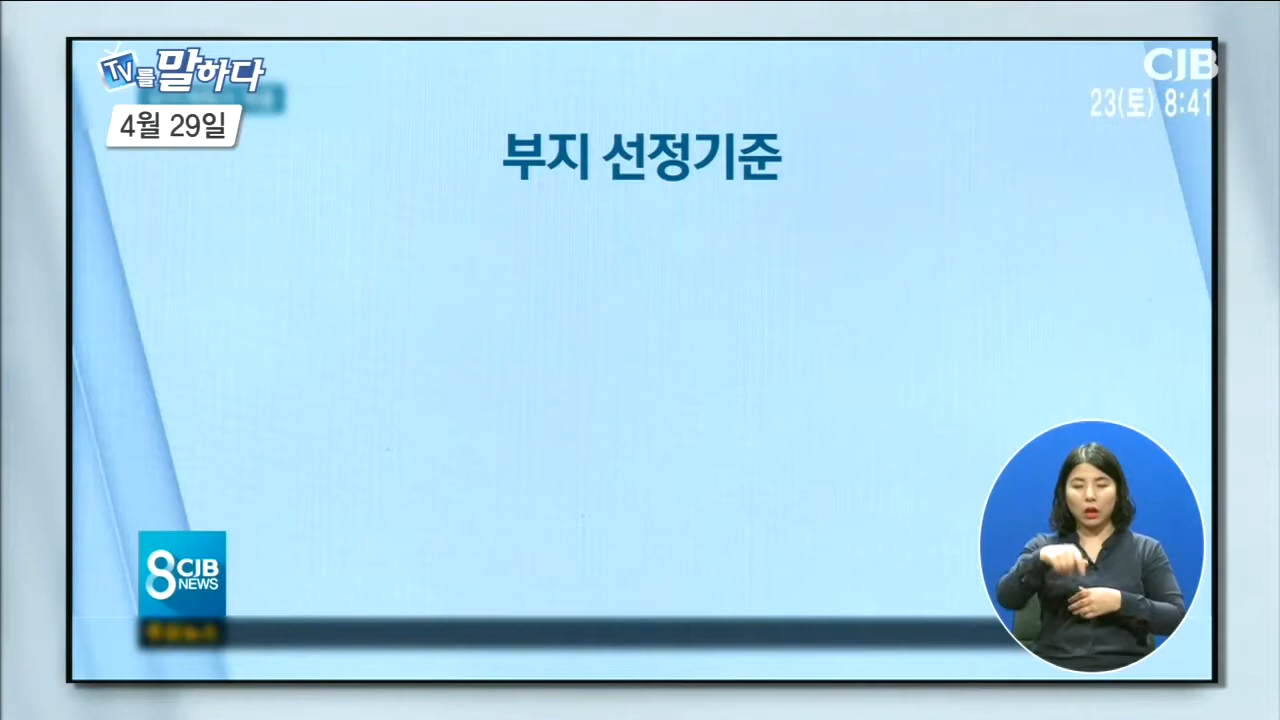 TV를 말하다
CJB
23(토) 8:41
4월 29일
부지 선정기준
8 CJB
NEWS